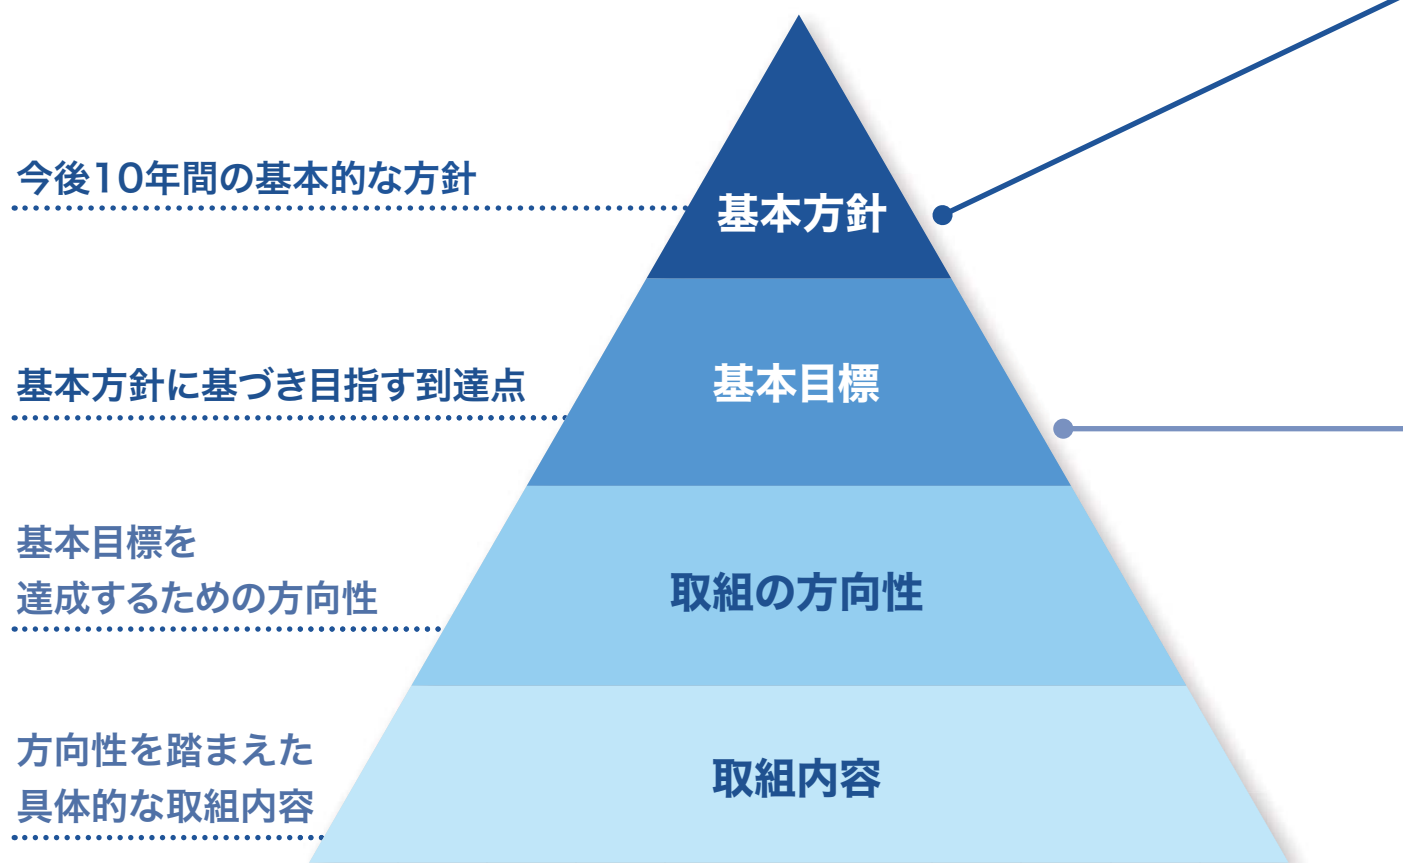 今後10年間の基本的な方針
基本方針
基本方針に基づき目指す到達点
基本目標
基本目標を
達成するための方向性
取組の方向性
方向性を踏まえた
具体的な取組内容
取組内容